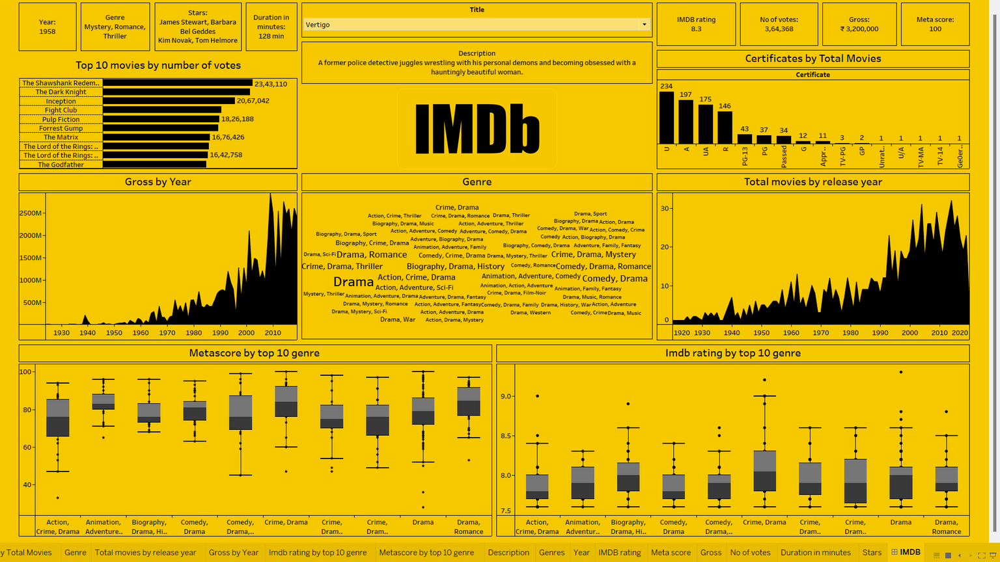 Year:
1958
Genre
Mystery, Romance,
Thriller
Stars:
James Stewart, Barbara
Bel Geddes
Kim Novak, Tom Helmore
Duration in
minutes:
128 min
Title
Vertigo
Description
A former police detective juggles wrestling with his personal demons and becoming obsessed with a
hauntingly beautiful woman.
IMDB rating
8.3
No of votes:
3,64,368
Gross:
₹ 3,200,000
Meta score:
100
Top 10 movies by number of votes
The Shawshank Redem.. 23,43,110
The Dark Knight
Inception 20,67,042
Fight Club
Pulp Fiction 18,26,188
Forrest Gump
The Matrix 16,76,426
The Lord of the Rings: ..
The Lord of the Rings: .. 16,42,758
The Godfather
IMDb
Certificates by Total Movies
Certificate
234 197 175 146 43 37 34 12 11 3 2 1 1 1 1 1
U A UA R PG-13 PG Passed G Appr.. TV-PG GP Unrat.. U/A TV-MA TV-14 Ge0er..
Gross by Year
2500M
2000M
1500M
1000M
500M
1930 1940 1950 1960 1970 1980 1990 2000 2010
Genre
Crime, Drama
Action, Crime, Thriller Crime, Drama, Romance Drama, Thriller Drama, Sport
Biography, Drama, Music Action, Adventure, Thriller Biography, Drama Action, Drama
Biography, Drama, Sport Action, Adventure, Comedy Adventure, Comedy, Drama Comedy, Drama, War Action, Comedy, Crime
Biography, Crime, Drama Adventure, Biography, Drama Comedy Action, Biography, Drama
Animation, Adventure, Family Biography, Comedy, Drama Adventure, Family, Fantasy
Drama, Sci-Fi Drama, Romance Comedy, Crime, Drama Drama, Mystery, Thriller Crime, Drama, Mystery
Crime, Drama, Thriller Biography, Drama, History Comedy, Romance Comedy, Drama, Romance
Drama Action, Crime, Drama Animation, Adventure, Comedy Comedy, Drama
Action, Adventure, Sci-Fi Animation, Action, Adventure Animation, Family, Fantasy
Mystery, Thriller Animation, Adventure, Drama Adventure, Drama, Fantasy Crime, Drama, Film-Noir Drama, Music, Romance
Drama, Mystery, Romance Action, Adventure, Fantasy Comedy, Drama, Family Drama, History, War Action, Adventure
Drama, Mystery, Sci-Fi Action, Adventure, Drama Drama, Western Comedy, Crime Drama, Music
Drama, War Action, Drama, Mystery
Total movies by release year
30
20
10
0
1920 1930 1940 1950 1960 1970 1980 1990 2000 2010 2020
Metascore by top 10 genre
100
80
60
40
Action, Crime, Drama
Animation, Adventure..
Biography, Drama, Hi..
Comedy, Drama
Comedy, Drama,..
Crime, Drama
Crime, Dram..
Crime, Dram..
Drama
Drama, Romance
Imdb rating by top 10 genre
9.0
8.5
8.0
7.5
Action, Crime, Drama
Animation, Adventur..
Biography, Drama, Hi..
Comedy, Drama
Comedy, Drama,..
Crime, Drama
Crime, Dram..
Crime, Dram..
Drama
Drama, Romance
y Total Movies Genre Total movies by release year Gross by Year Imdb rating by top 10 genre Metascore by top 10 genre Description Genres Year IMDB rating Meta score Gross No of votes Duration in minutes Stars IMDB